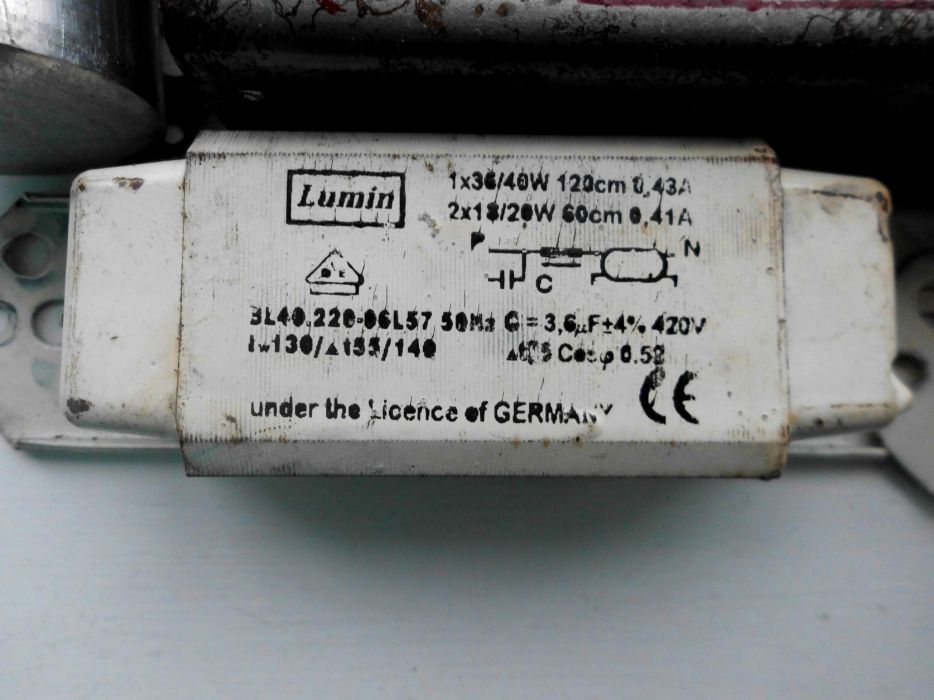 Lumin
1x36/40W 120cm 0,43A
2x18/20W 60cm 0,41A
P
N
C
BL40.220-06L57 50Hz C = 3,6µF±4% 420V
tw130/▲t55/140
Cosφ 0.52
under the Licence of GERMANY
CE